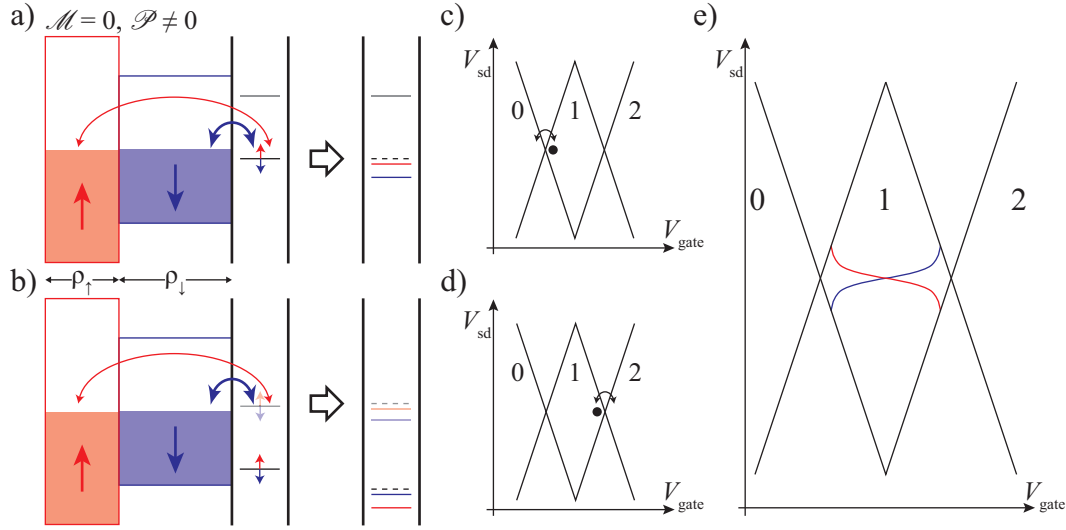 a) ℳ = 0, 𝒫 ≠ 0
ρ↑ ρ↓
b)
c)
V_sd
0 1 2
V_gate
d)
V_sd
0 1 2
V_gate
e)
V_sd
0 1 2
V_gate